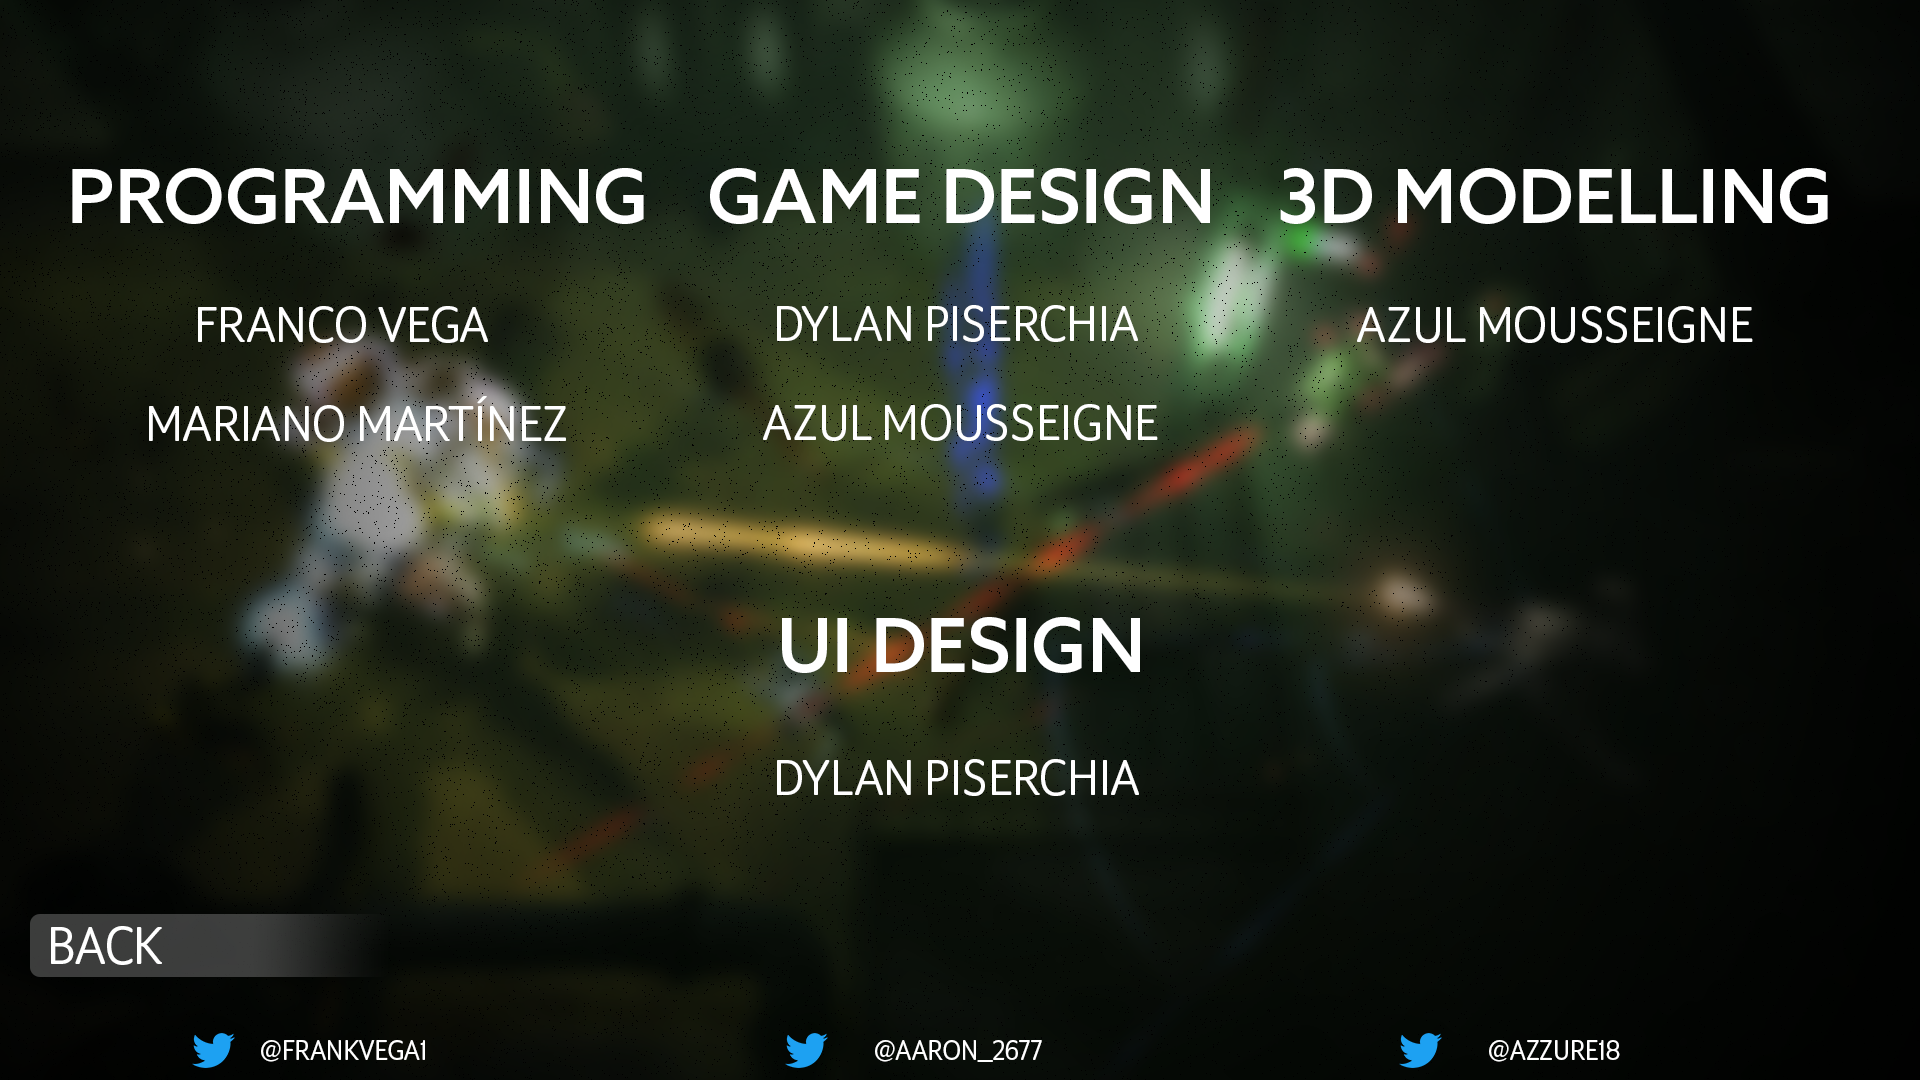 PROGRAMMING
FRANCO VEGA
MARIANO MARTÍNEZ
GAME DESIGN
DYLAN PISERCHIA
AZUL MOUSSEIGNE
3D MODELLING
AZUL MOUSSEIGNE
UI DESIGN
DYLAN PISERCHIA
BACK
@FRANKVEGA1
@AARON_2677
@AZZURE18